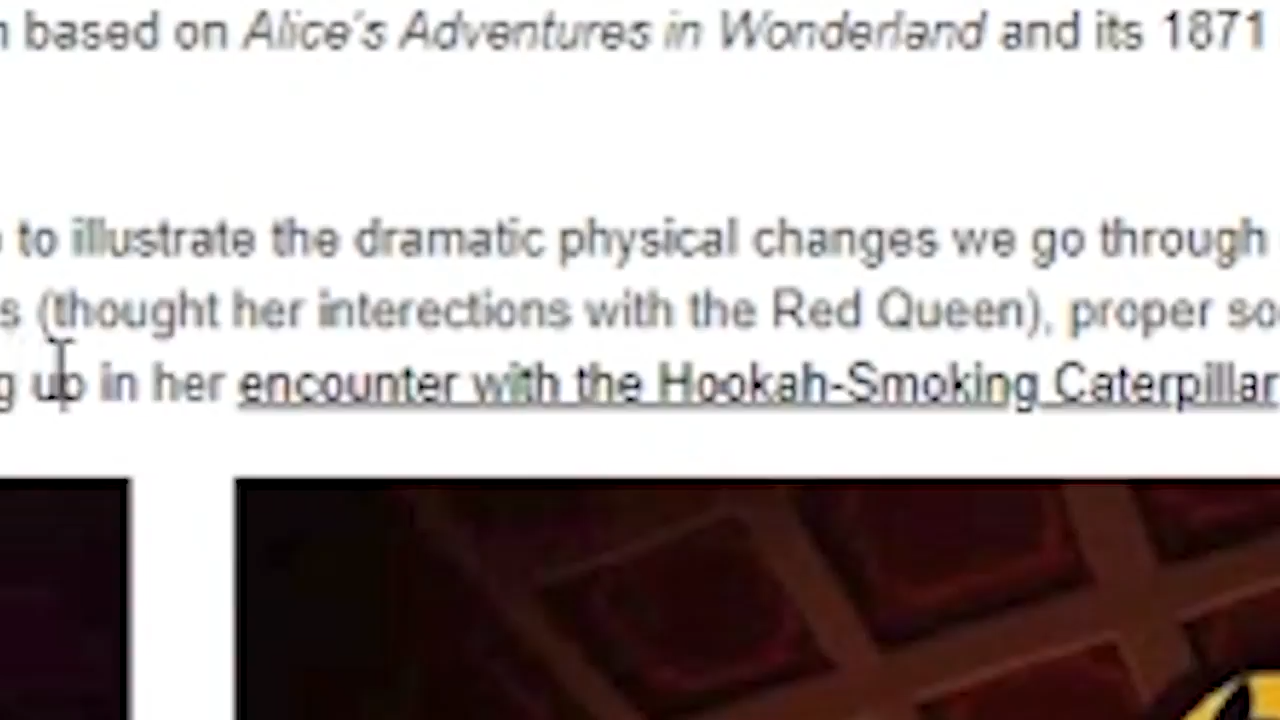 based on Alice's Adventures in Wonderland and its 1871
to illustrate the dramatic physical changes we go through
(thought her interections with the Red Queen), proper
up in her encounter with the Hookah-Smoking Caterpillar